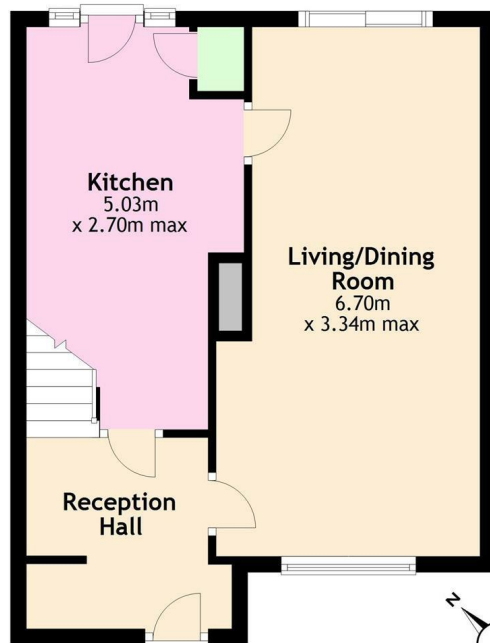 Kitchen
5.03m
x 2.70m max
Living/Dining
Room
6.70m
x 3.34m max
Reception
Hall
N